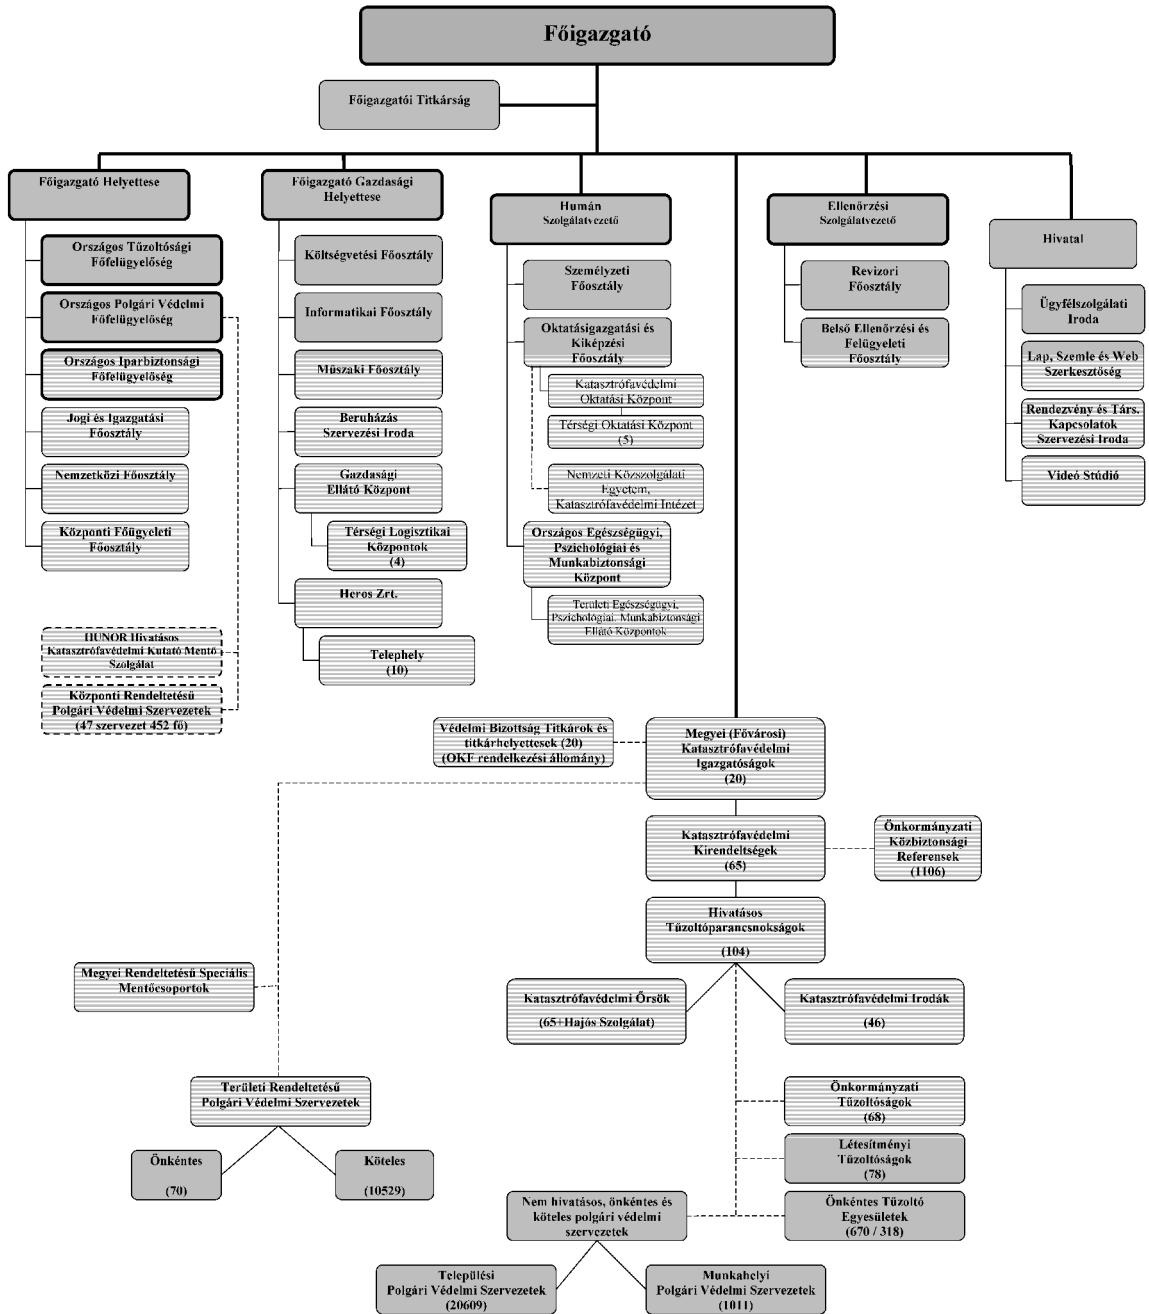 Főigazgató
Főigazgatói Titkárság
Főigazgató Helyettese
Országos Tűzoltósági
Főfelügyelőség
Országos Polgári Védelmi
Főfelügyelőség
Országos Iparbiztonsági
Főfelügyelőség
Jogi és Igazgatási
Főosztály
Nemzetközi Főosztály
Központi Főügyeleti
Főosztály
HUNOR Hivatásos
Katasztrófavédelmi Kutató Mentő
Szolgálat
Központi Rendeltetésű
Polgári Védelmi Szervezetek
(47 szervezet 452 fő)
Főigazgató Gazdasági
Helyettese
Költségvetési Főosztály
Informatikai Főosztály
Műszaki Főosztály
Beruházás
Szervezési Iroda
Gazdasági
Ellátó Központ
Térségi Logisztikai
Központok
(4)
Heros Zrt.
Telephely
(10)
Humán
Szolgálatvezető
Személyzeti
Főosztály
Oktatásigazgatási és
Kiképzési
Főosztály
Katasztrófavédelmi
Oktatási Központ
Térségi Oktatási Központ
(5)
Nemzeti Közszolgálati
Egyetem,
Katasztrófavédelmi Intézet
Országos Egészségügyi,
Pszichológiai és
Munkabiztonsági
Központ
Területi Egészségügyi,
Pszichológiai, Munkabiztonsági
Ellátó Központok
Ellenőrzési
Szolgálatvezető
Revizori
Főosztály
Belső Ellenőrzési és
Felügyeleti
Főosztály
Hivatal
Ügyfélszolgálati
Iroda
Lap, Szemle és Web
Szerkesztőség
Rendezvény és Társ.
Kapcsolatok
Szervezési Iroda
Videó Stúdió
Védelmi Bizottság Titkárok és
titkárhelyettesek (20)
(OKF rendelkezési állomány)
Megyei (Fővárosi)
Katasztrófavédelmi
Igazgatóságok
(20)
Katasztrófavédelmi
Kirendeltségek
(65)
Önkormányzati
Közbiztonsági
Referensek
(1106)
Hivatásos
Tűzoltóparancsnokságok
(104)
Megyei Rendeltetésű Speciális
Mentőcsoportok
Katasztrófavédelmi Őrsök
(65+Hajós Szolgálat)
Katasztrófavédelmi Irodák
(46)
Területi Rendeltetésű
Polgári Védelmi Szervezetek
Önkéntes
(70)
Köteles
(10529)
Önkormányzati
Tűzoltóságok
(68)
Létesítményi
Tűzoltóságok
(78)
Nem hivatásos, önkéntes és
köteles polgári védelmi
szervezetek
Önkéntes Tűzoltó
Egyesületek
(670 / 318)
Települési
Polgári Védelmi Szervezetek
(20609)
Munkahelyi
Polgári Védelmi Szervezetek
(1011)